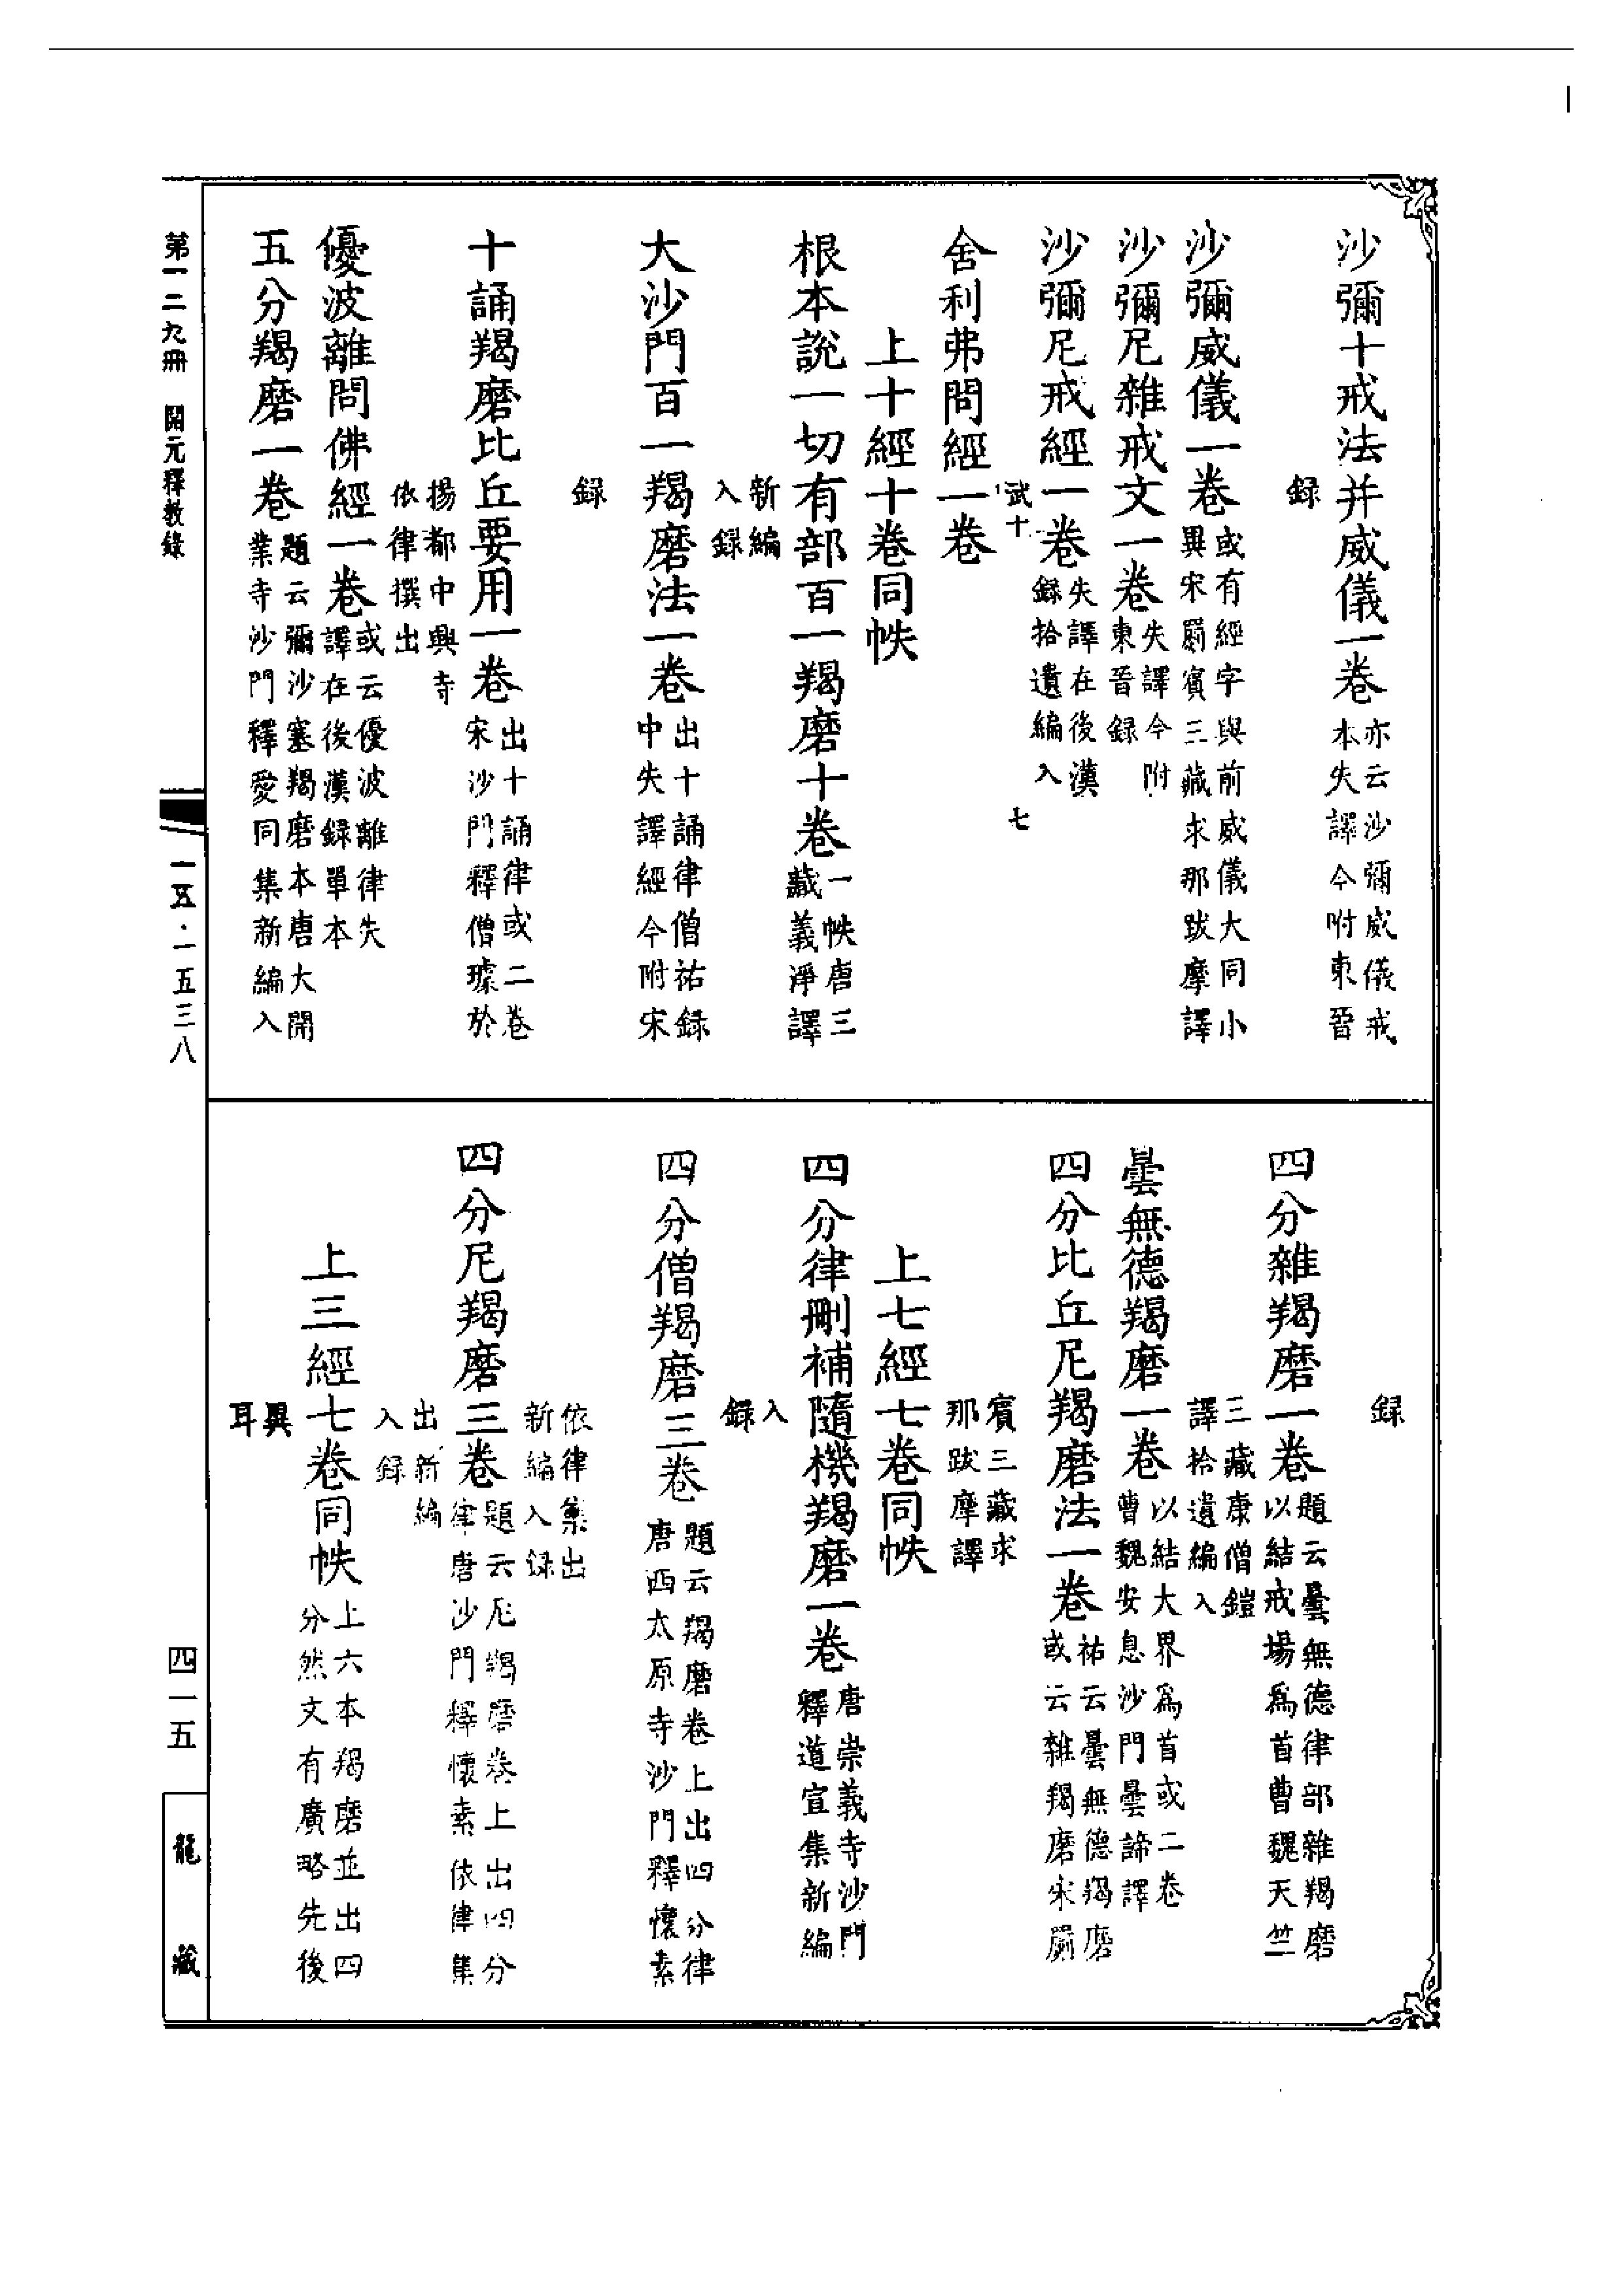 沙彌十戒法并威儀一卷亦云沙彌威儀戒本失譯今附東晉
録
沙彌威儀一卷或有經字與前威儀大同小異宋罽賓三藏求那跋摩譯
沙彌尼雜戒文一卷失譯今附東晉録
沙彌尼戒經一卷失譯在後漢録拾遺編入
武十 七
舍利弗問經一卷
上十經十卷同帙
根本說一切有部百一羯磨十卷一帙唐三藏義淨譯
新編入録
大沙門百一羯磨法一卷出十誦律僧祐録中失譯經今附宋
録
十誦羯磨比丘要用一卷出十誦律或二卷宋沙門釋僧璩於
揚都中興寺依律撰出
優波離問佛經一卷或云優波離律失譯在後漢録單本
五分羯磨一卷題云彌沙塞羯磨本唐大開業寺沙門釋愛同集新編入
録
四分雜羯磨一卷題云曇無德律部雜羯磨以結戒場爲首曹魏天竺
三藏康僧鎧譯拾遺編入
曇無德羯磨一卷以結大界爲首或二卷曹魏安息沙門曇諦譯
四分比丘尼羯磨法一卷祐云曇無德羯磨或云雜羯磨宋罽
賓三藏求那跋摩譯
上七經七卷同帙
四分律刪補隨機羯磨一卷唐崇義寺沙門釋道宣集新編
入録
四分僧羯磨三卷題云羯磨卷上出四分律唐西太原寺沙門釋懷素
依律集出新編入録
四分尼羯磨三卷題云尼羯磨卷上出四分律唐沙門釋懷素依律集
出新編入録
上三經七卷同帙上六本羯磨並出四分然文有廣略先後
異耳
第一二九冊 開元釋教錄
一五·一五三八
四一五
龍藏